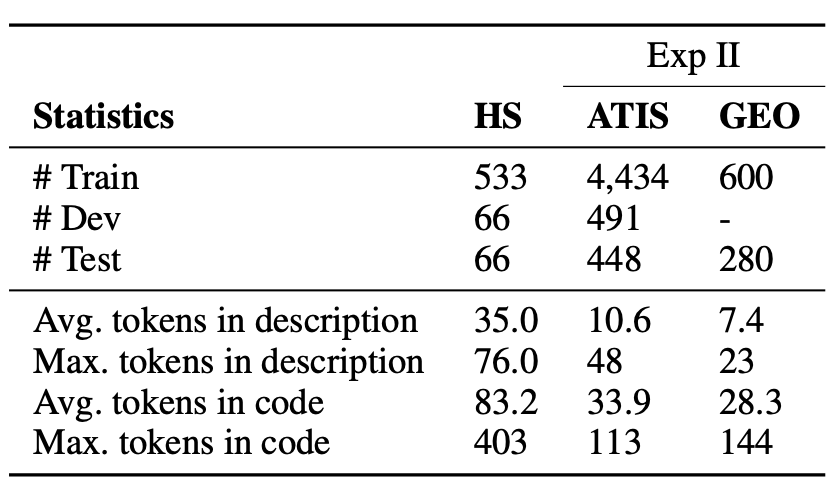 Exp II
Statistics HS ATIS GEO
# Train 533 4,434 600
# Dev 66 491 -
# Test 66 448 280
Avg. tokens in description 35.0 10.6 7.4
Max. tokens in description 76.0 48 23
Avg. tokens in code 83.2 33.9 28.3
Max. tokens in code 403 113 144